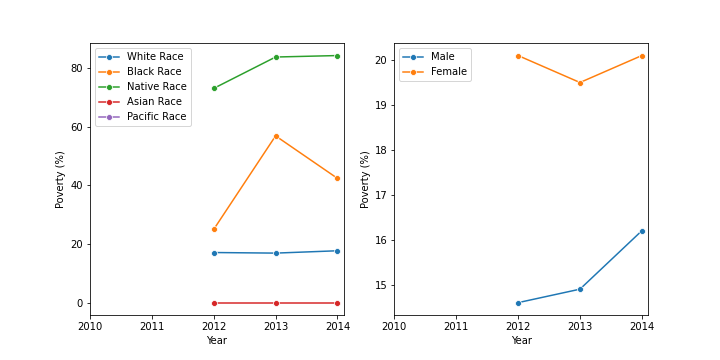 White Race
Black Race
Native Race
Asian Race
Pacific Race
80
60
40
20
0
Poverty (%)
2010 2011 2012 2013 2014
Year
Male
Female
20
19
18
17
16
15
Poverty (%)
2010 2011 2012 2013 2014
Year